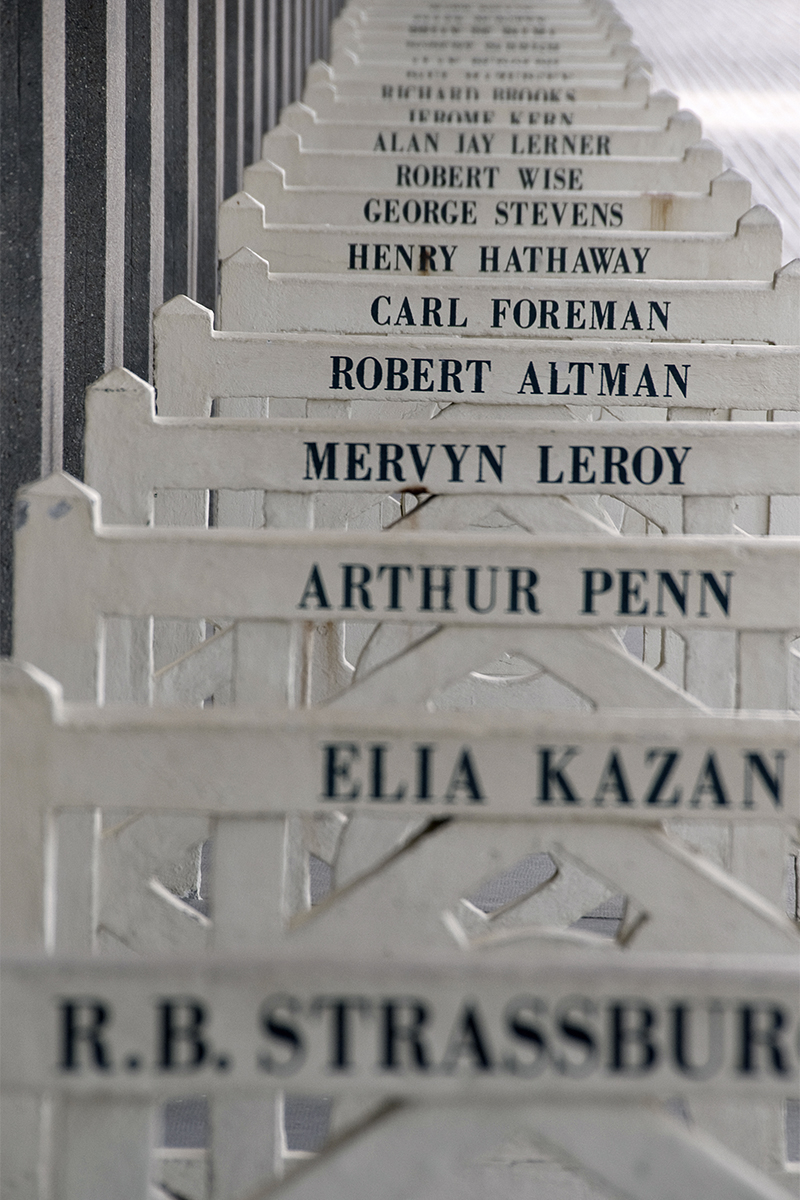 RICHARD BROOKS
JEROME KERN
ALAN JAY LERNER
ROBERT WISE
GEORGE STEVENS
HENRY HATHAWAY
CARL FOREMAN
ROBERT ALTMAN
MERVYN LEROY
ARTHUR PENN
ELIA KAZAN
R.B. STRASSBUR